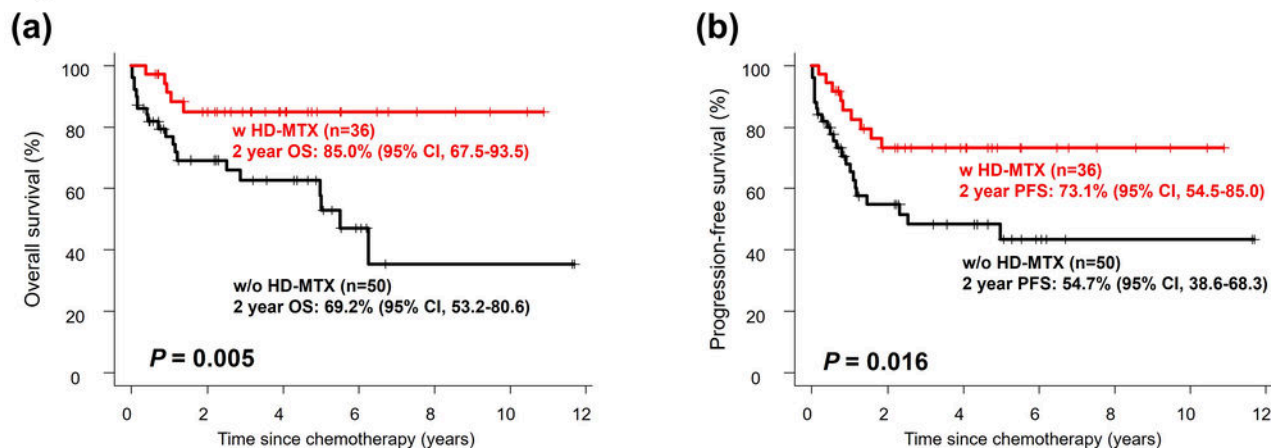 (a)
Overall survival (%)
100
80
60
40
20
0
w HD-MTX (n=36)
2 year OS: 85.0% (95% CI, 67.5-93.5)
w/o HD-MTX (n=50)
2 year OS: 69.2% (95% CI, 53.2-80.6)
P = 0.005
0 2 4 6 8 10 12
Time since chemotherapy (years)
(b)
Progression-free survival (%)
100
80
60
40
20
0
w HD-MTX (n=36)
2 year PFS: 73.1% (95% CI, 54.5-85.0)
w/o HD-MTX (n=50)
2 year PFS: 54.7% (95% CI, 38.6-68.3)
P = 0.016
0 2 4 6 8 10 12
Time since chemotherapy (years)